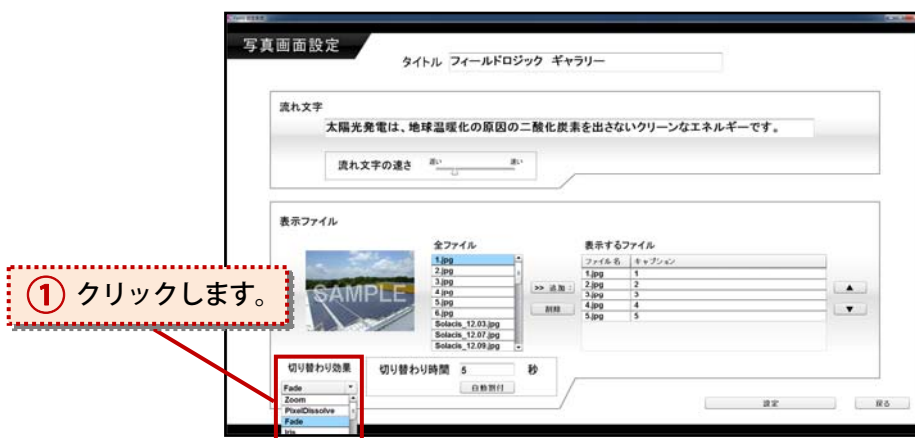 写真画面設定
タイトル フィールドロジック ギャラリー
流れ文字
太陽光発電は、地球温暖化の原因の二酸化炭素を出さないクリーンなエネルギーです。
流れ文字の速さ 遅い 速い
表示ファイル
全ファイル 表示するファイル
SAMPLE
1.jpg
2.jpg
3.jpg
4.jpg
5.jpg
6.jpg
Solacis_12.03.jpg
Solacis_12.07.jpg
Solacis_12.09.jpg
>> 追加
削除
ファイル名 キャプション
1.jpg 1
2.jpg 2
3.jpg 3
4.jpg 4
5.jpg 5
▲
▼
① クリックします。
切り替わり効果 切り替わり時間 5 秒
Fade 自動割付
Zoom
PixelDissolve
Fade
Iris
設定 戻る